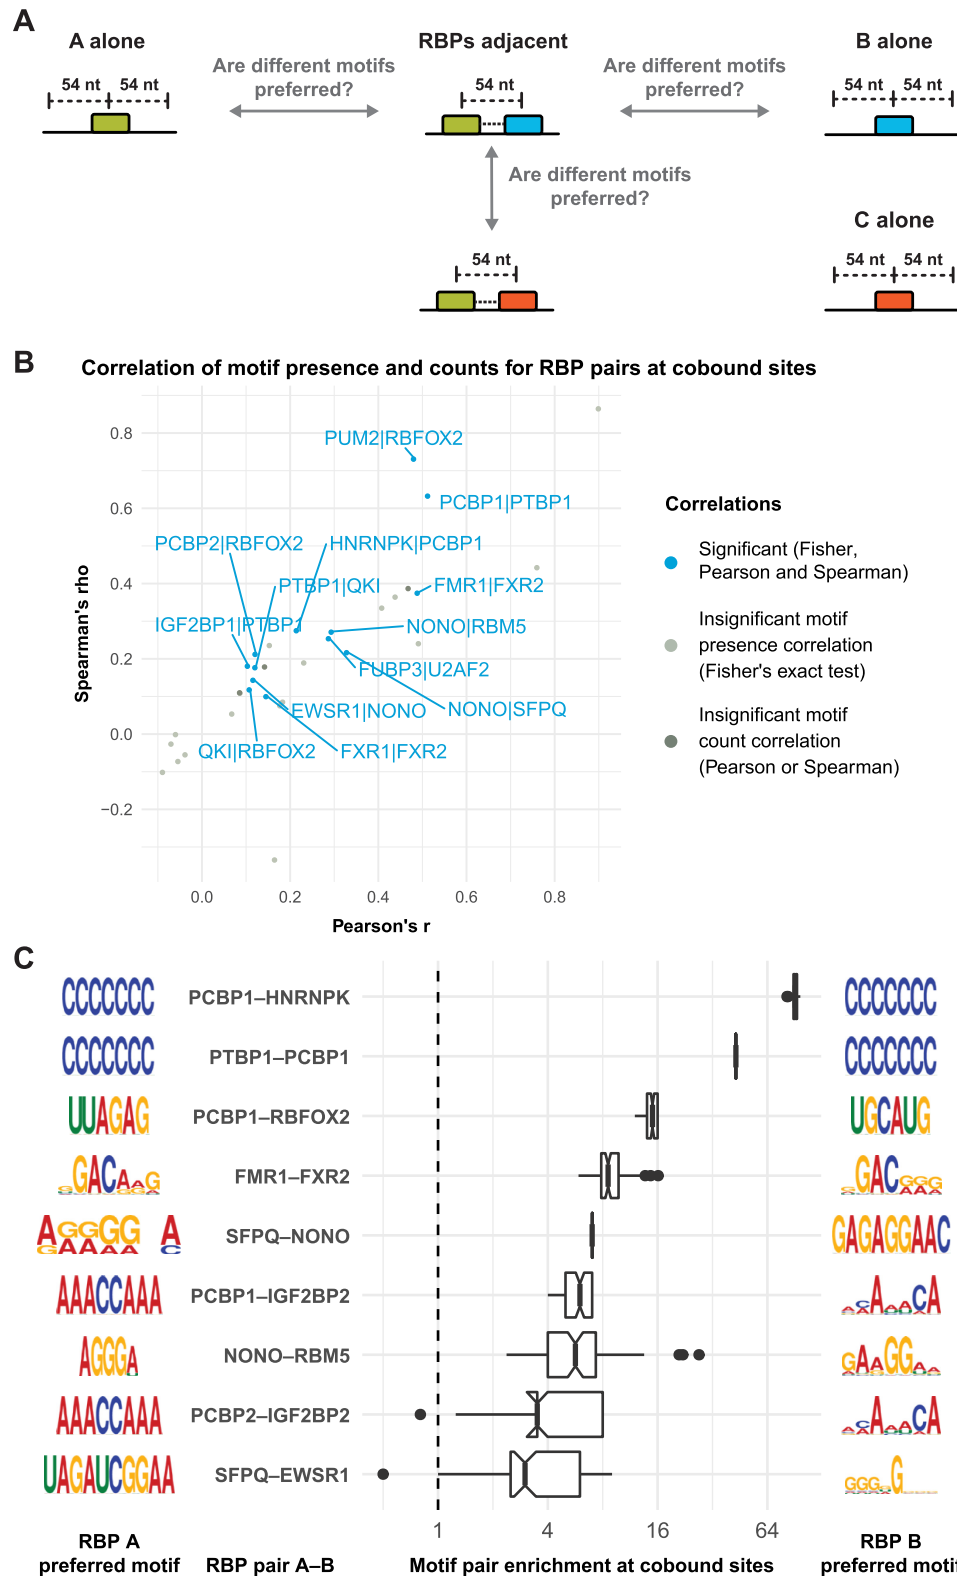 A
A alone
RBPs adjacent
B alone
54 nt 54 nt
Are different motifs
preferred?
54 nt
Are different motifs
preferred?
54 nt 54 nt
Are different motifs
preferred?
C alone
54 nt
54 nt 54 nt
B
Correlation of motif presence and counts for RBP pairs at cobound sites
Spearman's rho
0.8
0.6
0.4
0.2
0.0
−0.2
PUM2|RBFOX2
PCBP1|PTBP1
PCBP2|RBFOX2
HNRNPK|PCBP1
PTBP1|QKI
FMR1|FXR2
IGF2BP1|PTBP1
NONO|RBM5
FUBP3|U2AF2
EWSR1|NONO
NONO|SFPQ
QKI|RBFOX2
FXR1|FXR2
0.0 0.2 0.4 0.6 0.8
Pearson's r
Correlations
Significant (Fisher,
Pearson and Spearman)
Insignificant motif
presence correlation
(Fisher's exact test)
Insignificant motif
count correlation
(Pearson or Spearman)
C
CCCCCCC PCBP1–HNRNPK CCCCCCC
CCCCCCC PTBP1–PCBP1 CCCCCCC
UUAGAG PCBP1–RBFOX2 UGCAUG
GACAAG FMR1–FXR2 GACGGG
AGGGG A SFPQ–NONO GAGAGGAAC
AAACCAAA PCBP1–IGF2BP2
AGGGA NONO–RBM5 GAAGG
AAACCAAA PCBP2–IGF2BP2
UAGAUCGGAA SFPQ–EWSR1 GGG G
1 4 16 64
RBP A
preferred motif
RBP pair A–B
Motif pair enrichment at cobound sites
RBP B
preferred motif